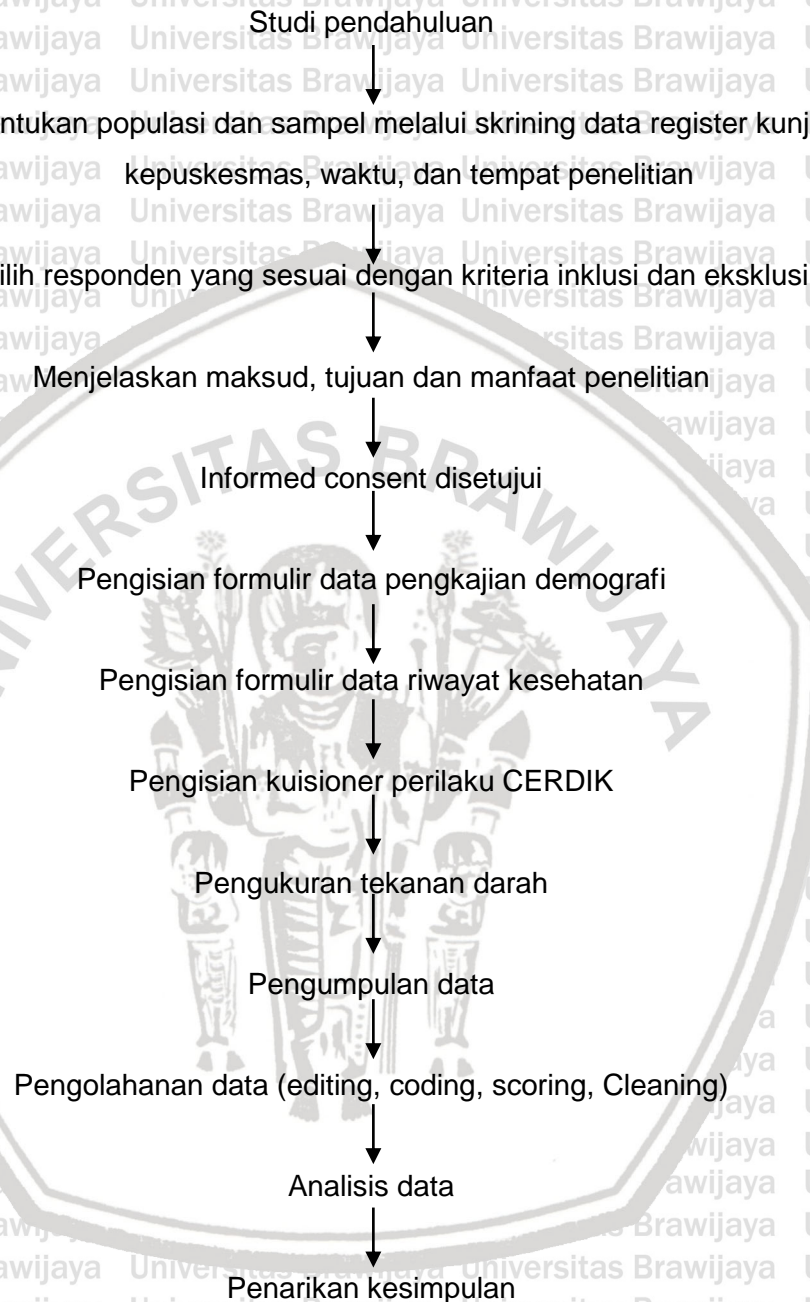 Studi pendahuluan
ntukan populasi dan sampel melalui skrining data register kunj
kepuskesmas, waktu, dan tempat penelitian
ilih responden yang sesuai dengan kriteria inklusi dan eksklusi
Menjelaskan maksud, tujuan dan manfaat penelitian
Informed consent disetujui
Pengisian formulir data pengkajian demografi
Pengisian formulir data riwayat kesehatan
Pengisian kuisioner perilaku CERDIK
Pengukuran tekanan darah
Pengumpulan data
Pengolahanan data (editing, coding, scoring, Cleaning)
Analisis data
Penarikan kesimpulan